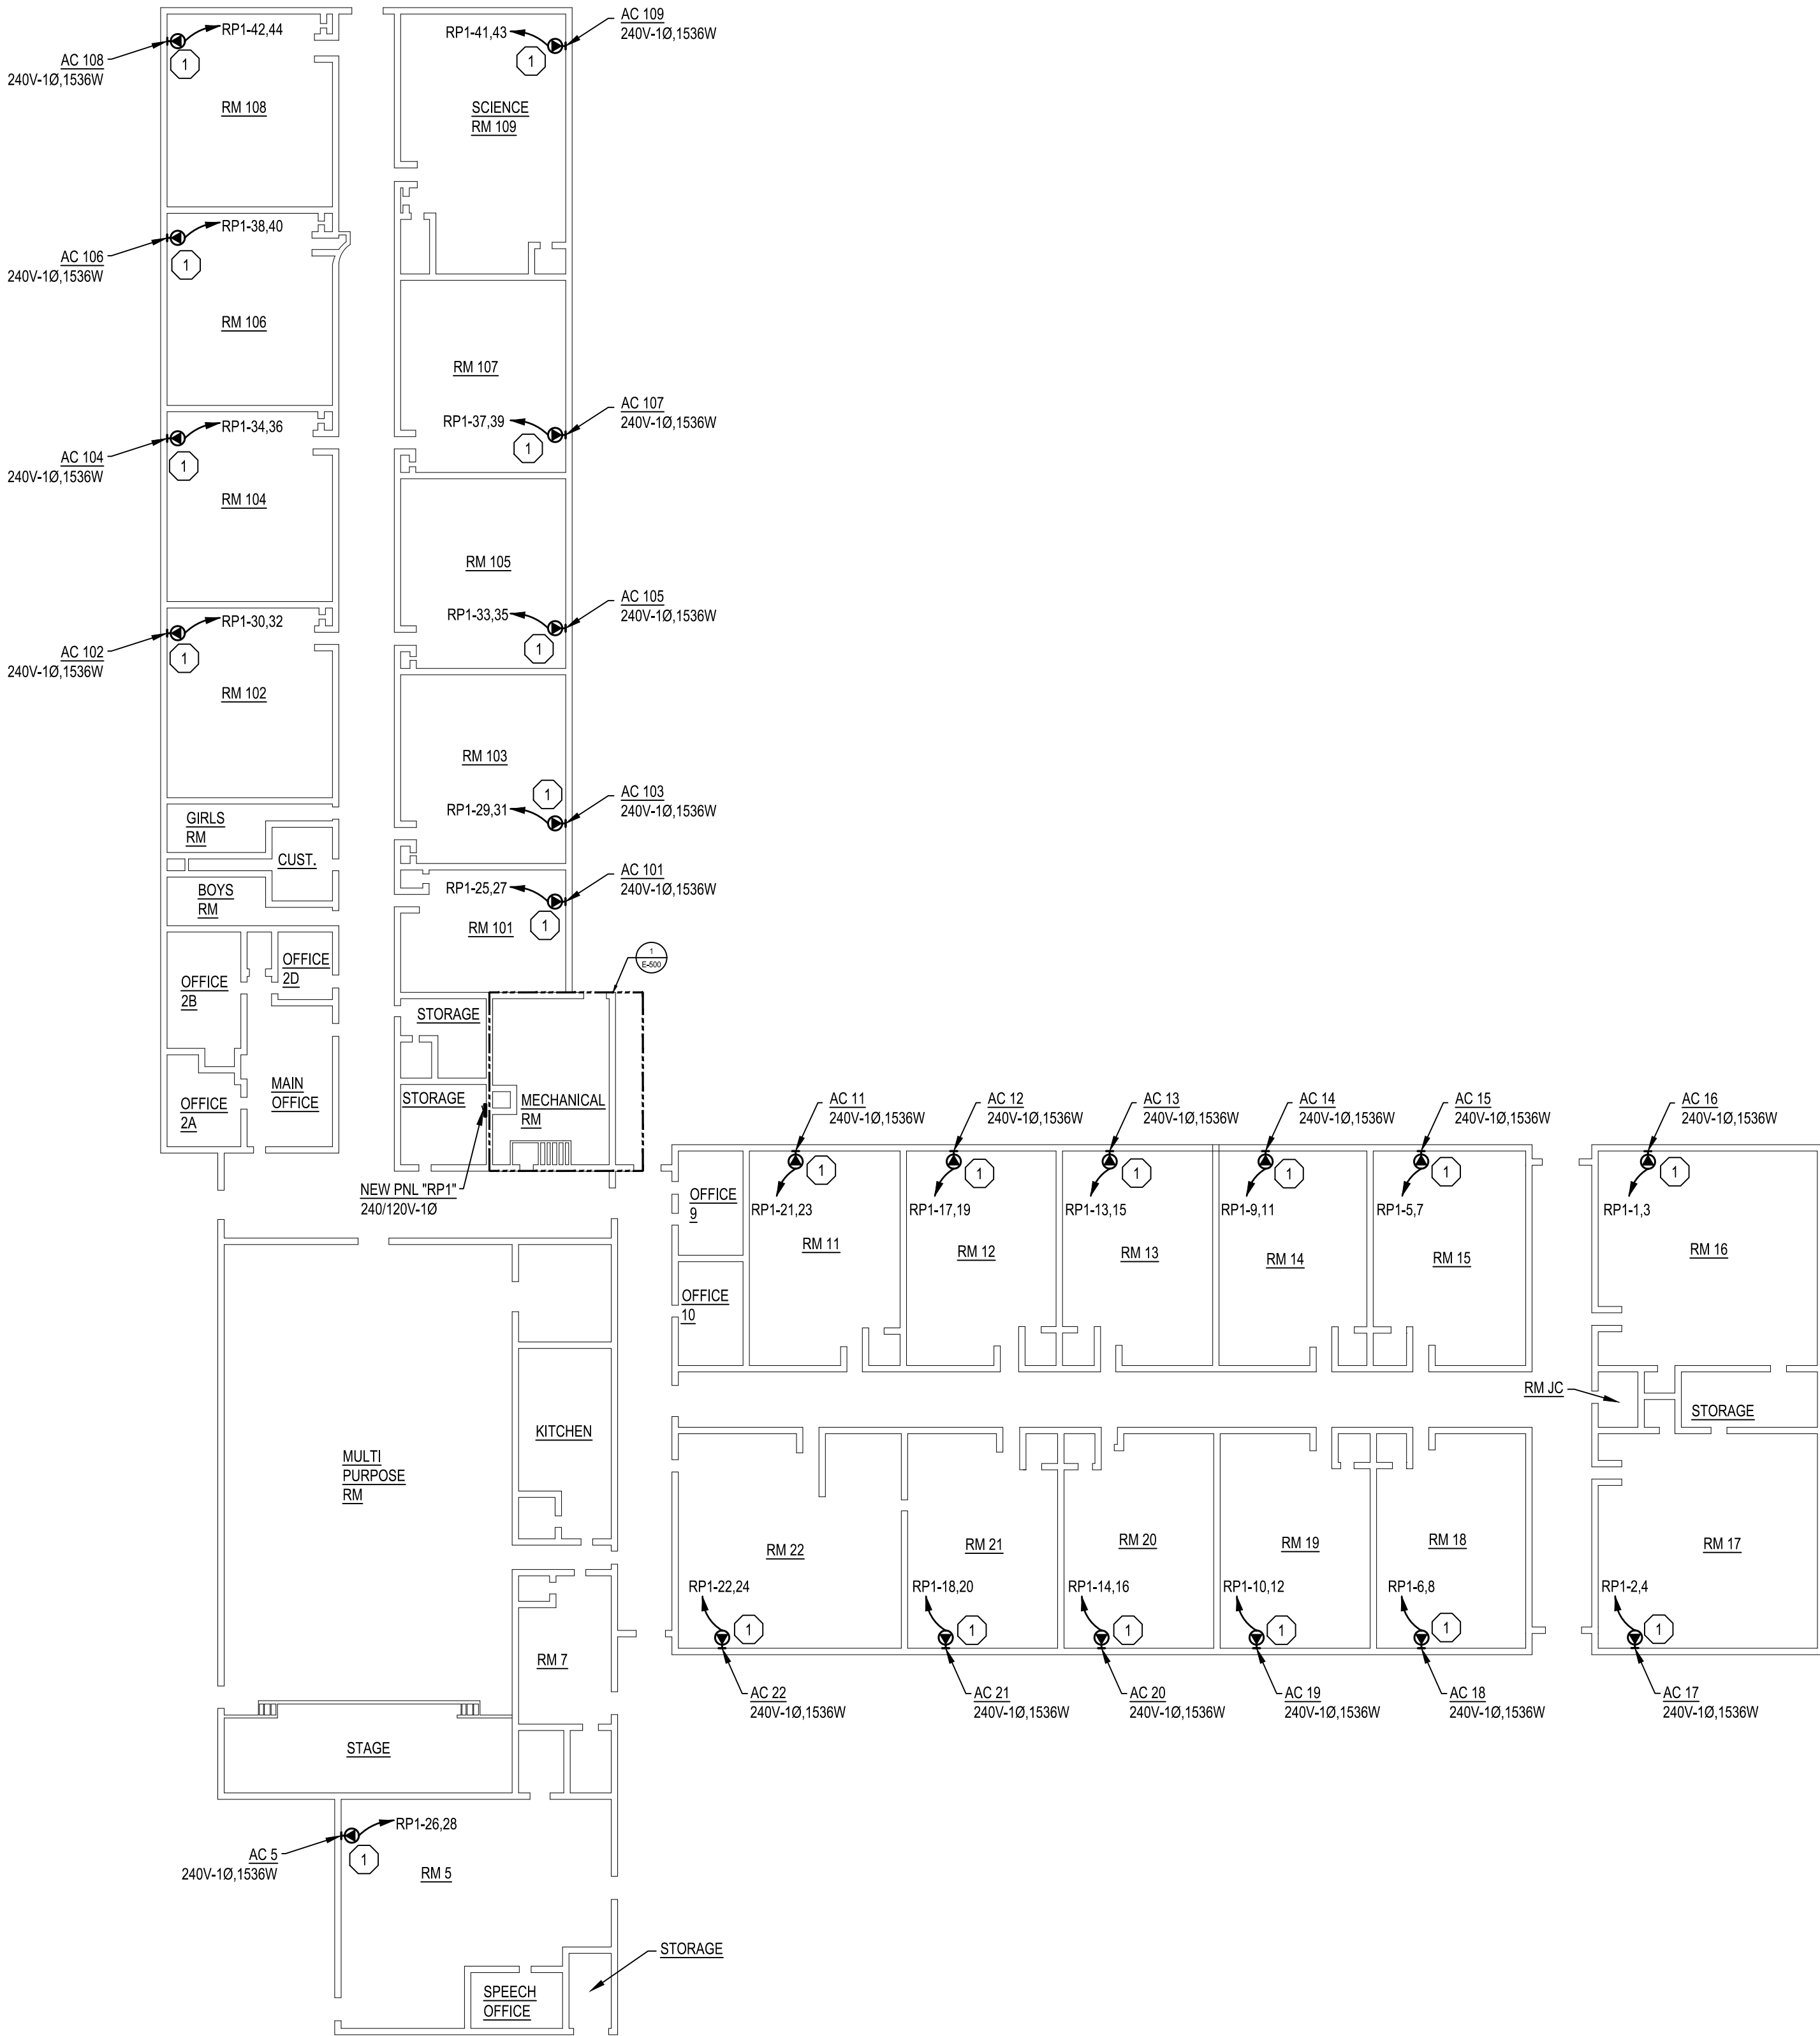 AC 108
240V-1Ø,1536W
RP1-42,44
1
RM 108
RP1-41,43
1
AC 109
240V-1Ø,1536W
SCIENCE
RM 109
AC 106
240V-1Ø,1536W
RP1-38,40
1
RM 106
RM 107
RP1-37,39
1
AC 107
240V-1Ø,1536W
AC 104
240V-1Ø,1536W
RP1-34,36
1
RM 104
RM 105
RP1-33,35
1
AC 105
240V-1Ø,1536W
AC 102
240V-1Ø,1536W
RP1-30,32
1
RM 102
RM 103
1
RP1-29,31
AC 103
240V-1Ø,1536W
GIRLS
RM
CUST.
BOYS
RM
RP1-25,27
1
RM 101
AC 101
240V-1Ø,1536W
OFFICE
2B
OFFICE
2D
1
E-500
STORAGE
OFFICE
2A
MAIN
OFFICE
STORAGE
MECHANICAL
RM
NEW PNL "RP1"
240/120V-1Ø
AC 11
240V-1Ø,1536W
AC 12
240V-1Ø,1536W
AC 13
240V-1Ø,1536W
AC 14
240V-1Ø,1536W
AC 15
240V-1Ø,1536W
AC 16
240V-1Ø,1536W
1
1
1
1
1
1
OFFICE
9
RP1-21,23
RP1-17,19
RP1-13,15
RP1-9,11
RP1-5,7
RP1-1,3
RM 11
RM 12
RM 13
RM 14
RM 15
RM 16
OFFICE
10
RM JC
STORAGE
KITCHEN
MULTI
PURPOSE
RM
RM 22
RM 21
RM 20
RM 19
RM 18
RM 17
RP1-22,24
RP1-18,20
RP1-14,16
RP1-10,12
RP1-6,8
RP1-2,4
1
1
1
1
1
1
RM 7
AC 22
240V-1Ø,1536W
AC 21
240V-1Ø,1536W
AC 20
240V-1Ø,1536W
AC 19
240V-1Ø,1536W
AC 18
240V-1Ø,1536W
AC 17
240V-1Ø,1536W
STAGE
RP1-26,28
1
AC 5
240V-1Ø,1536W
RM 5
STORAGE
SPEECH
OFFICE